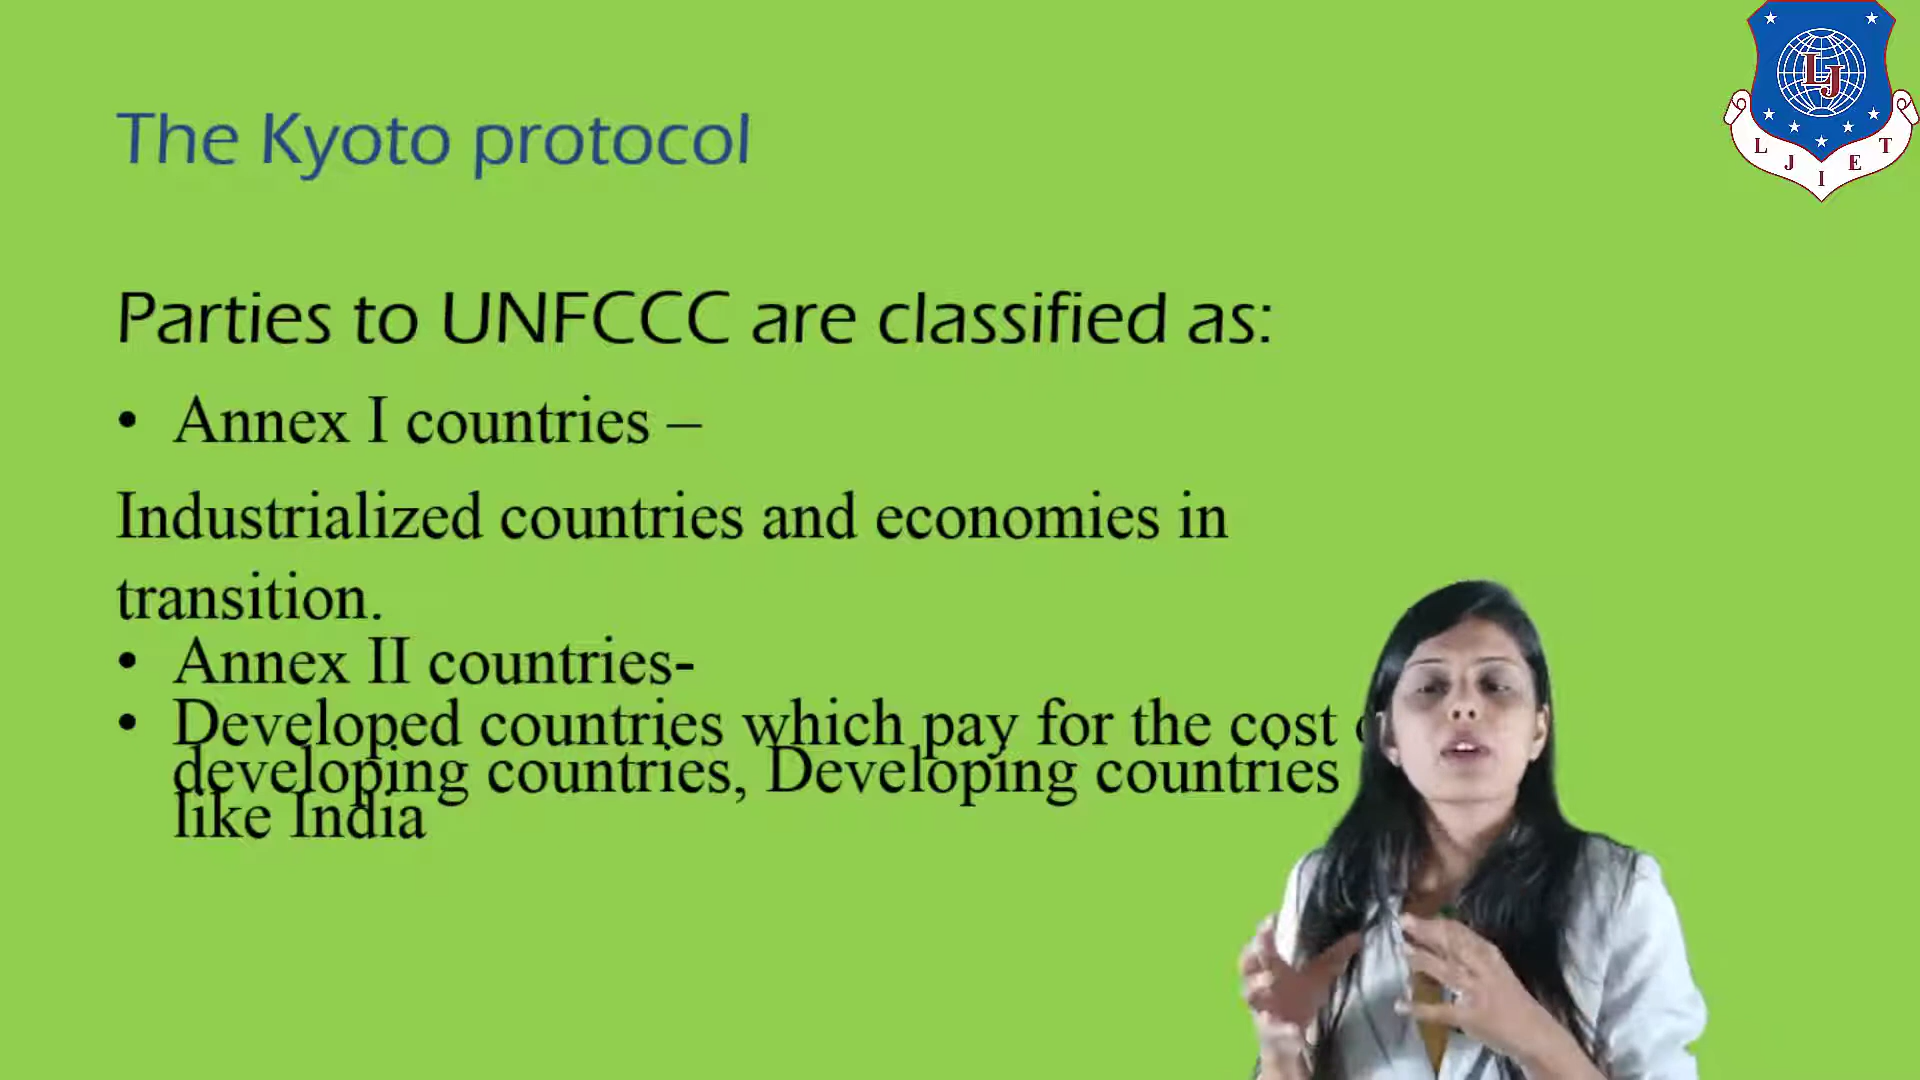 The Kyoto protocol
Parties to UNFCCC are classified as:
• Annex I countries –
Industrialized countries and economies in
transition.
• Annex II countries-
• Developed countries which pay for the cost
developing countries, Developing countries
like India
LJ
L J I E T